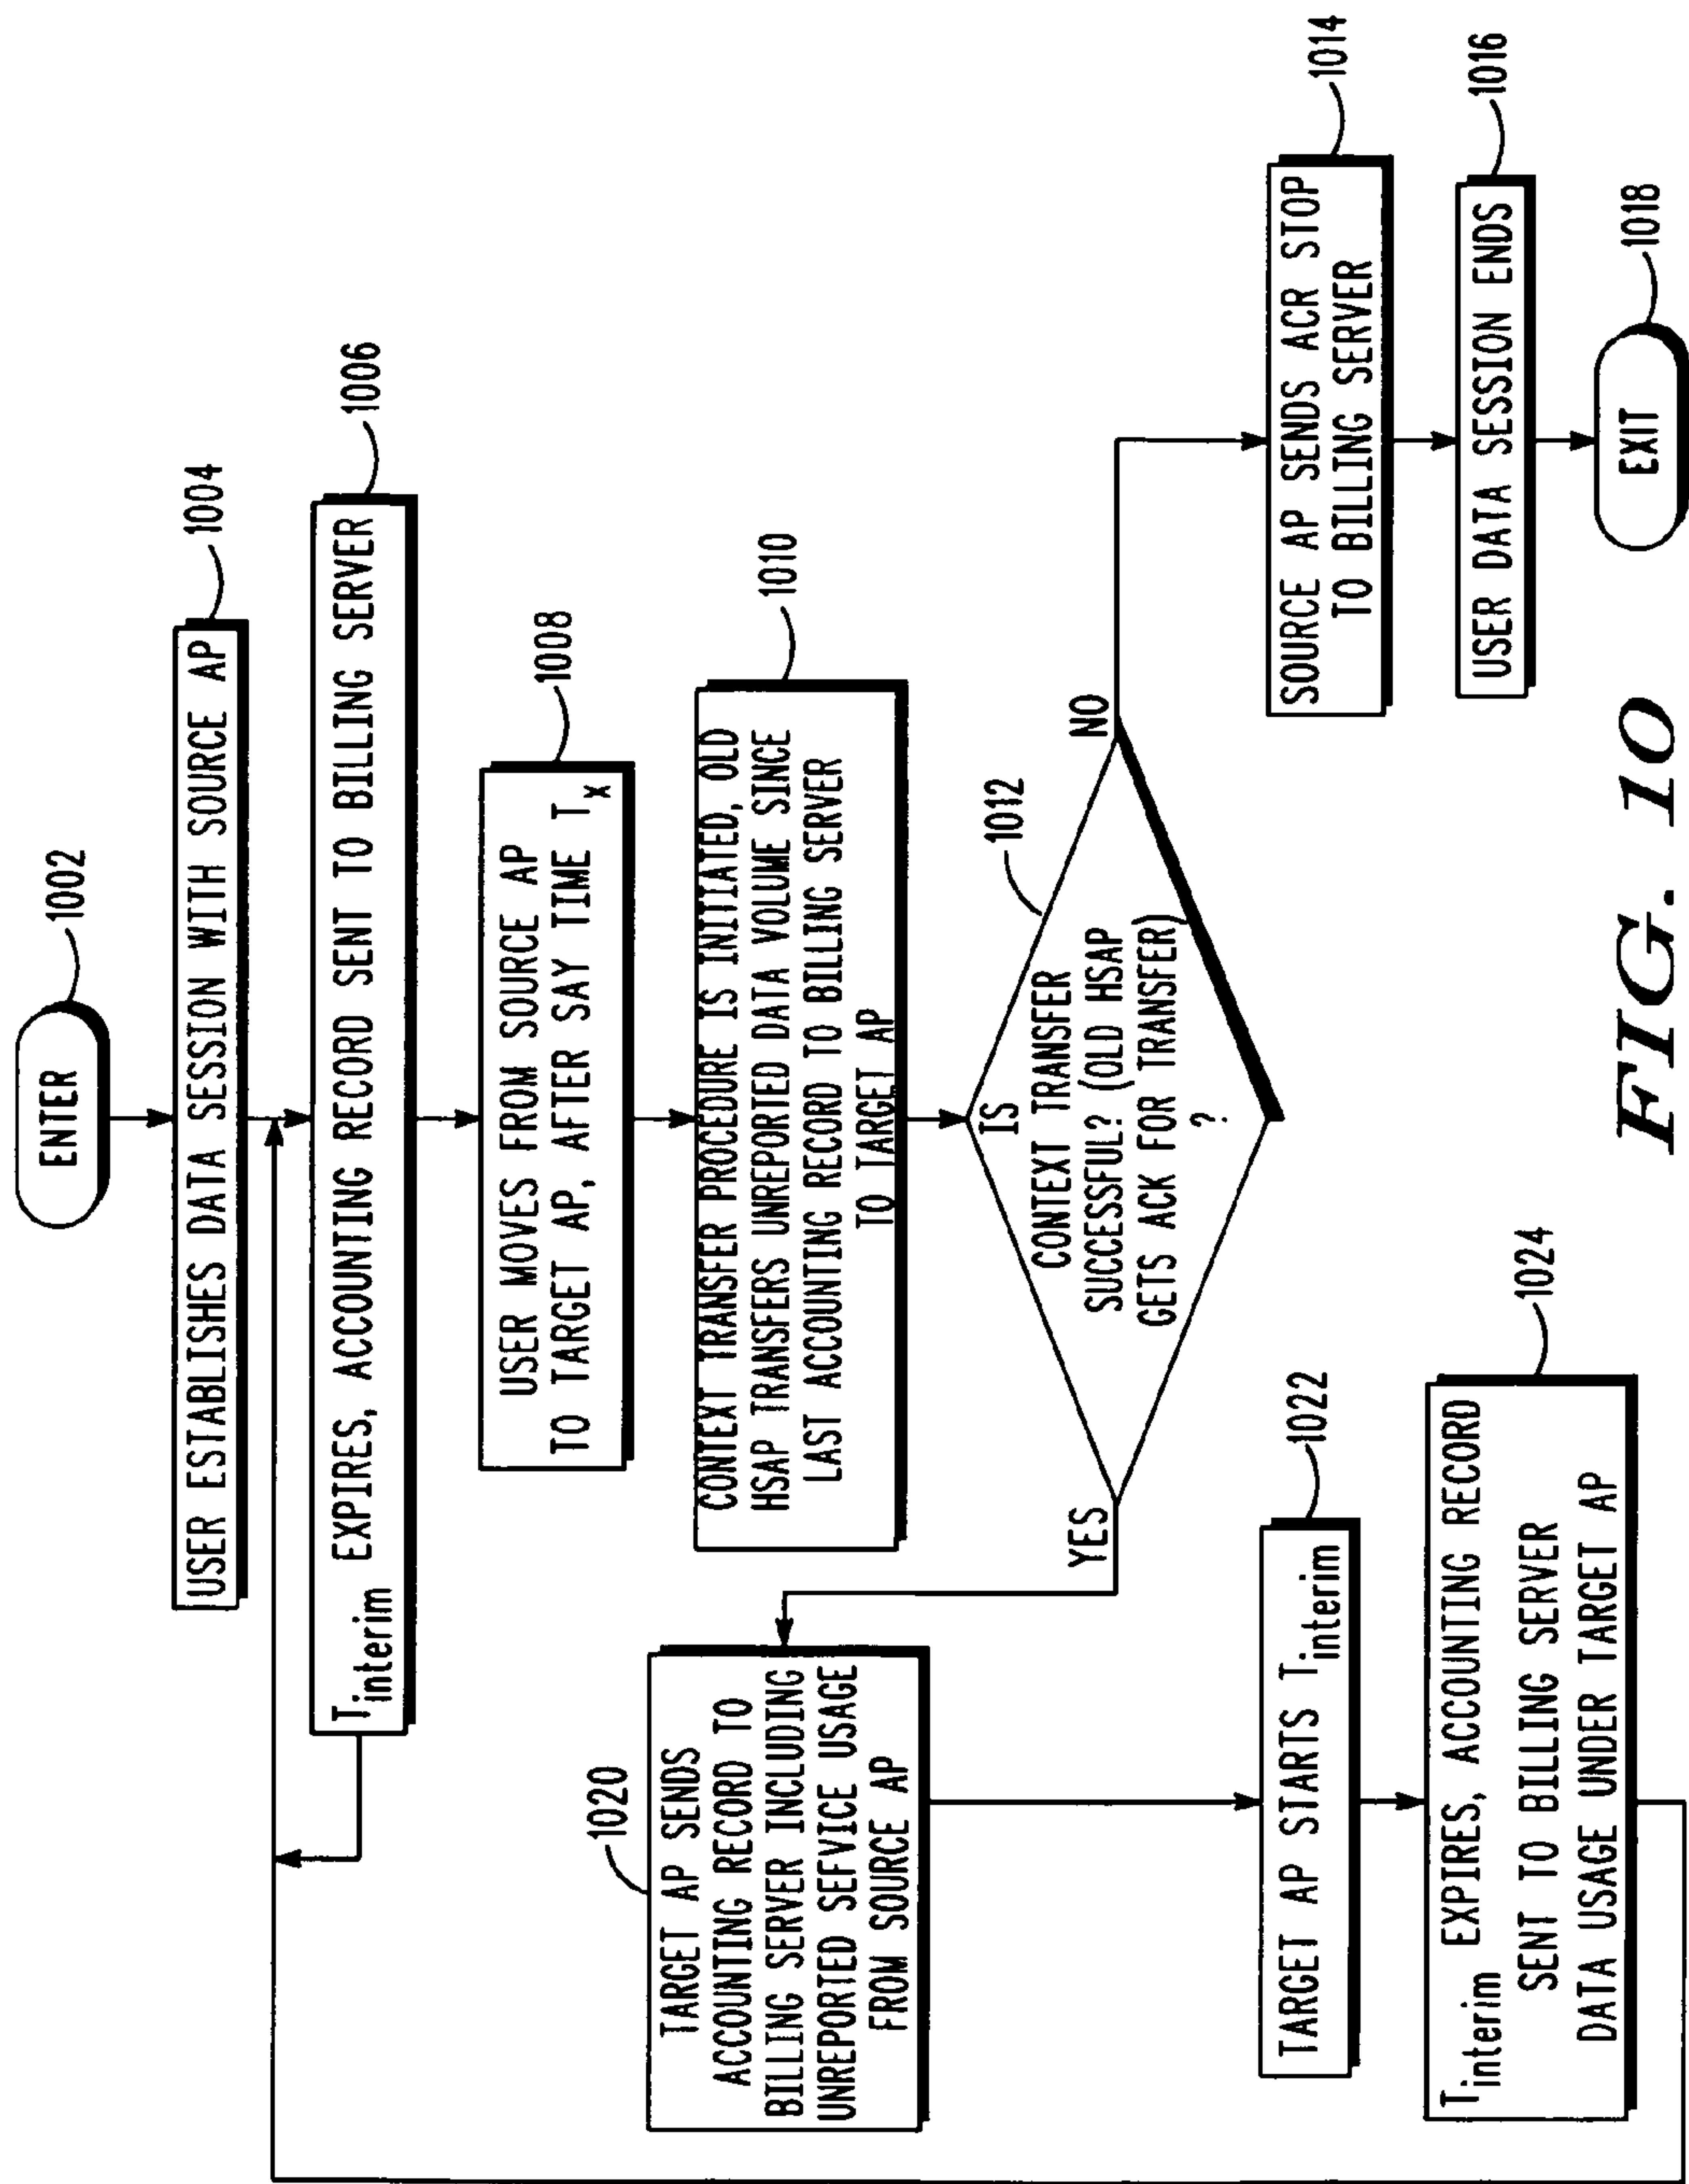 ENTER
1002
USER ESTABLISHES DATA SESSION WITH SOURCE AP
1004
Tinterim EXPIRES, ACCOUNTING RECORD SENT TO BILLING SERVER
1006
USER MOVES FROM SOURCE AP
TO TARGET AP, AFTER SAY TIME Tx
1008
CONTEXT TRANSFER PROCEDURE IS INITIATED, OLD
HSAP TRANSFERS UNREPORTED DATA VOLUME SINCE
LAST ACCOUNTING RECORD TO BILLING SERVER
TO TARGET AP
1010
IS
CONTEXT TRANSFER
SUCCESSFUL? (OLD HSAP
GETS ACK FOR TRANSFER)
?
1012
YES
NO
TARGET AP SENDS
ACCOUNTING RECORD TO
BILLING SERVER INCLUDING
UNREPORTED SEFVICE USAGE
FROM SOURCE AP
1020
TARGET AP STARTS Tinterim
1022
Tinterim EXPIRES, ACCOUNTING RECORD
SENT TO BILLING SERVER
DATA USAGE UNDER TARGET AP
1024
SOURCE AP SENDS ACR STOP
TO BILLING SERVER
1014
USER DATA SESSION ENDS
1016
EXIT
1018
FIG. 10